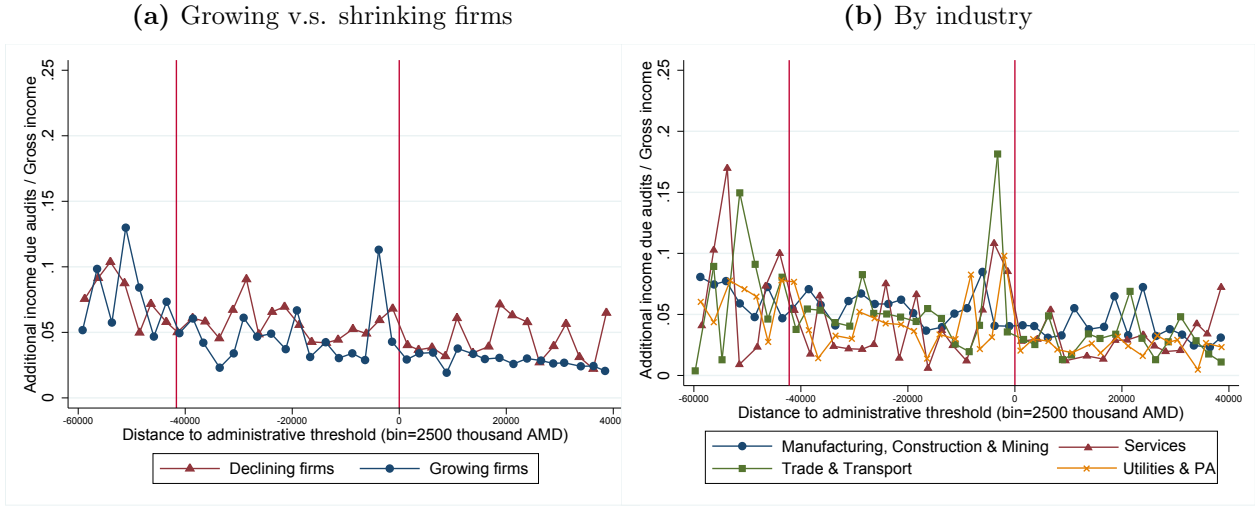 (a) Growing v.s. shrinking firms
Additional income due audits / Gross income
.25
.2
.15
.1
.05
0
-60000 -40000 -20000 0 20000 40000
Distance to administrative threshold (bin=2500 thousand AMD)
Declining firms Growing firms
(b) By industry
Additional income due audits / Gross income
.25
.2
.15
.1
.05
0
-60000 -40000 -20000 0 20000 40000
Distance to administrative threshold (bin=2500 thousand AMD)
Manufacturing, Construction & Mining Services
Trade & Transport Utilities & PA